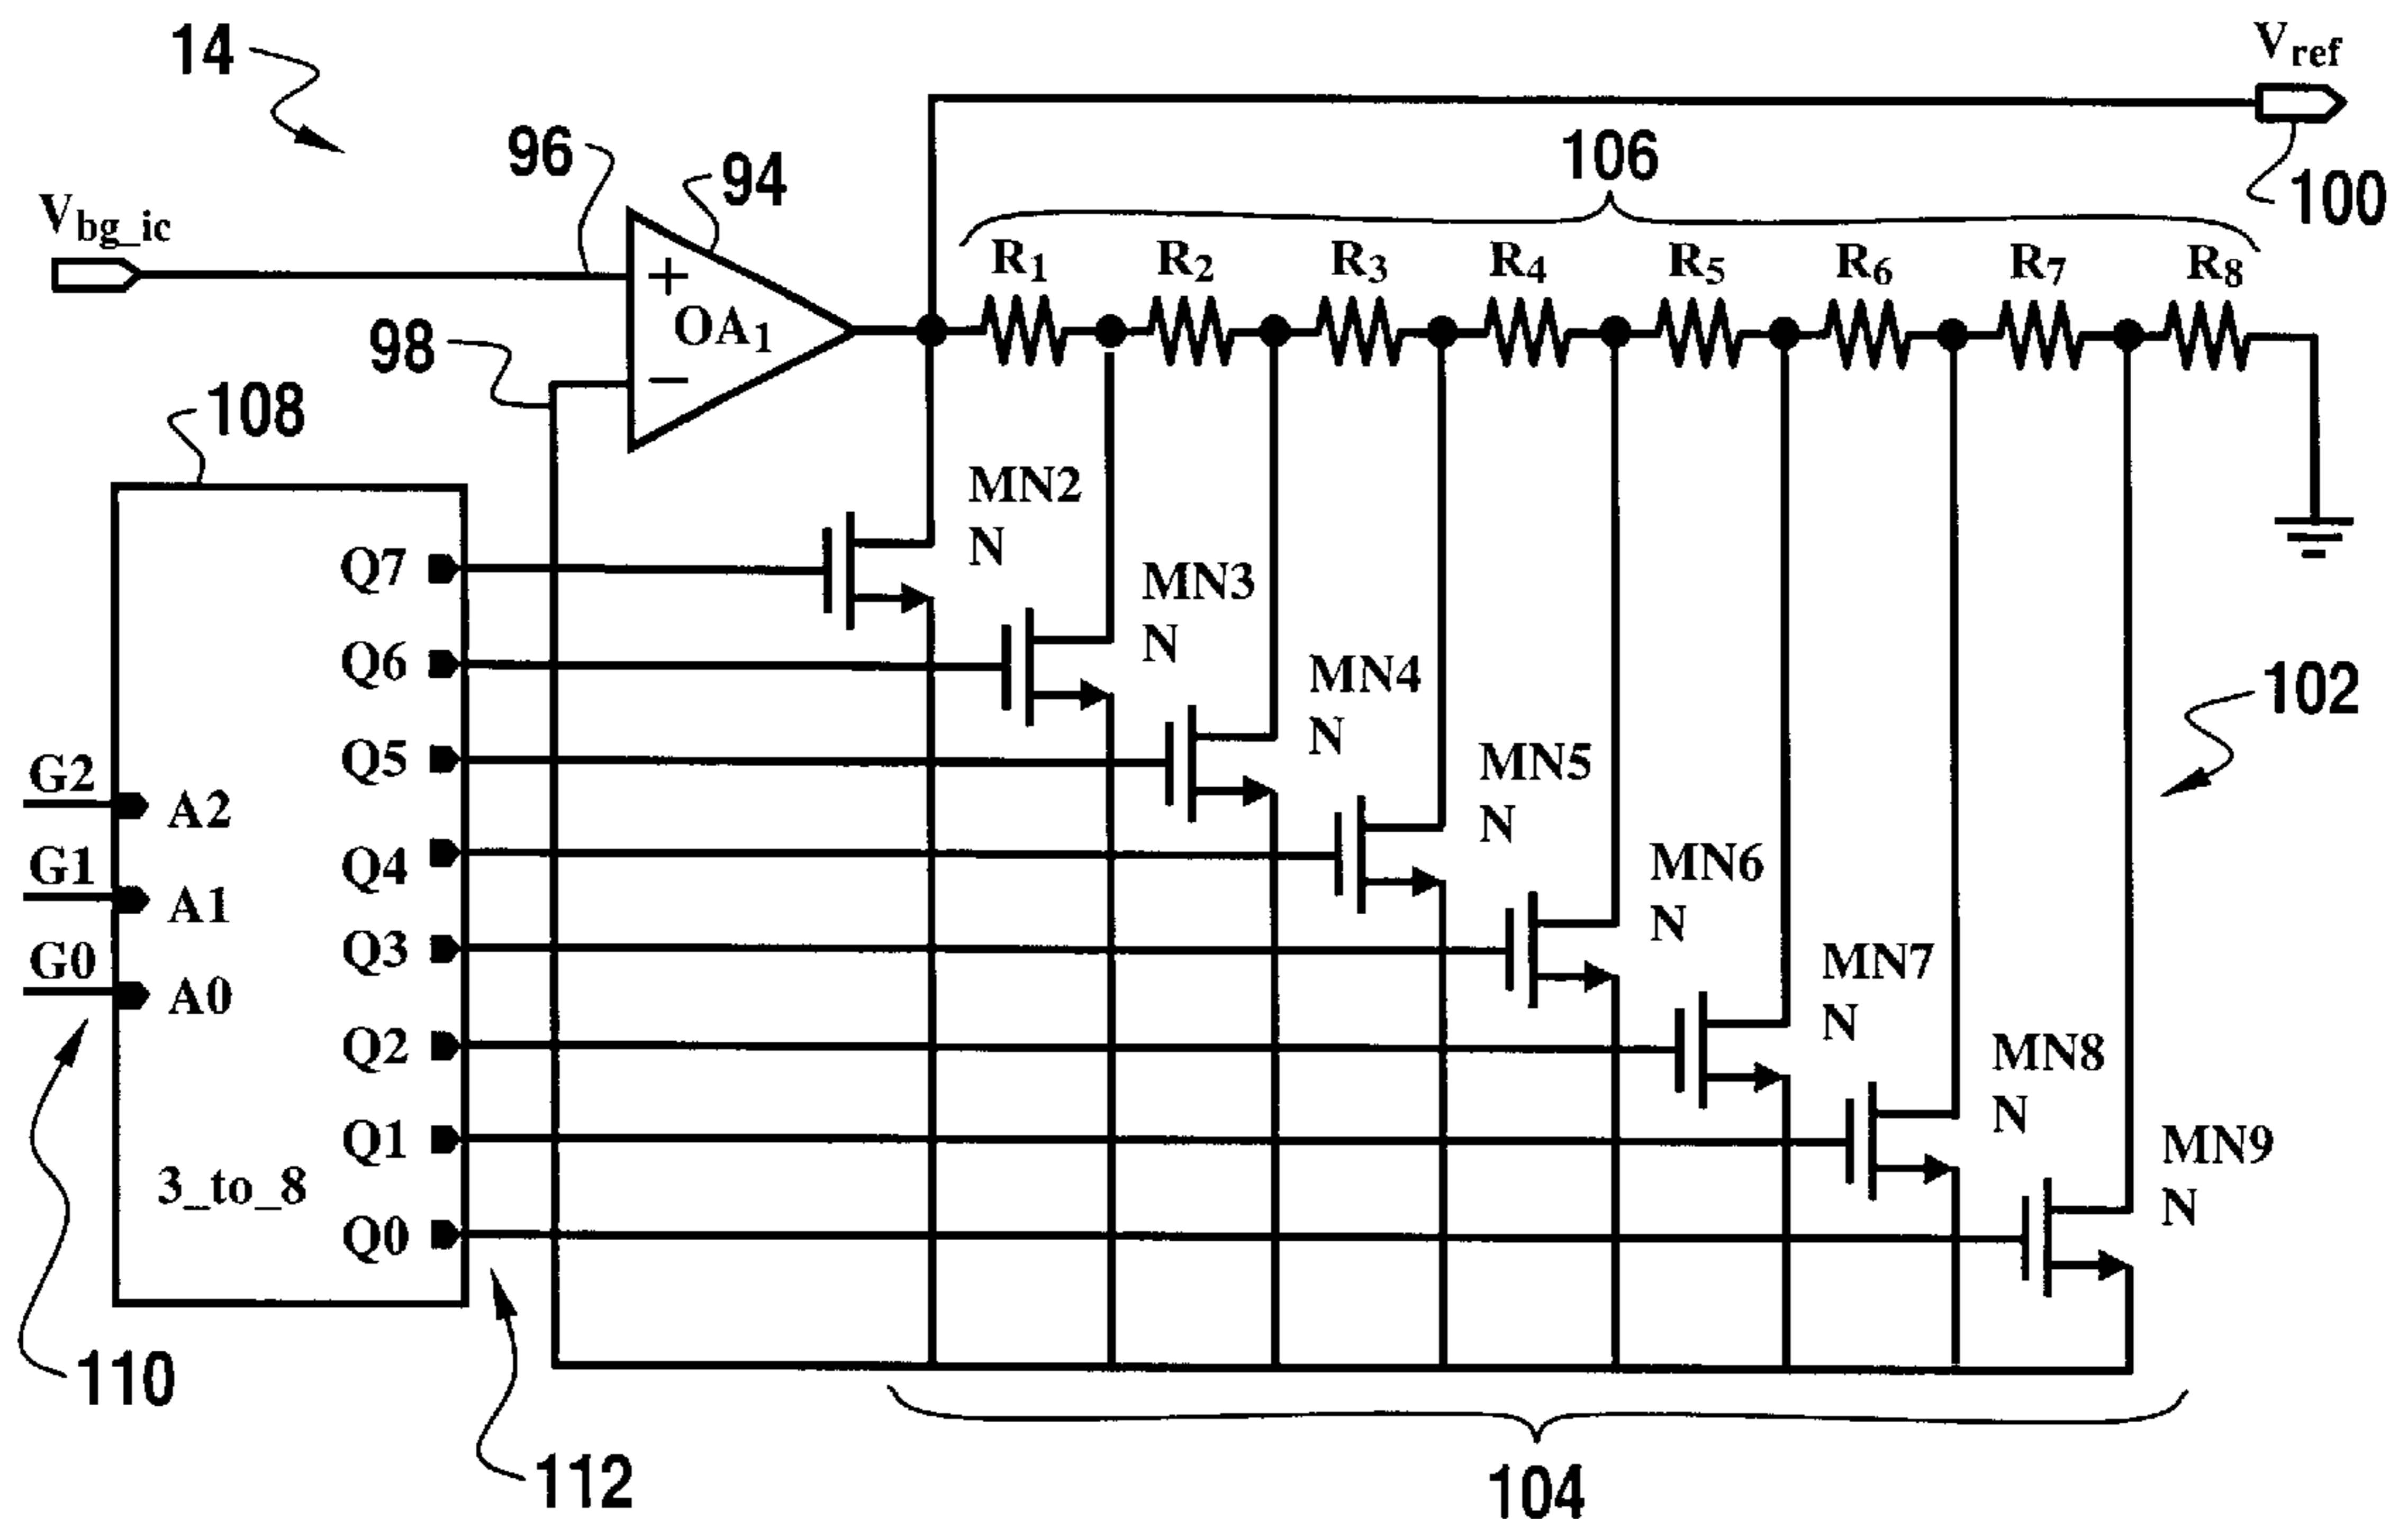 14
V_ref
96
94
106
100
V_bg_ic
R1
R2
R3
R4
R5
R6
R7
R8
+
OA1
−
98
108
MN2
N
Q7
MN3
N
Q6
MN4
N
102
Q5
MN5
N
G2
A2
Q4
MN6
N
G1
A1
Q3
MN7
N
G0
A0
Q2
MN8
N
Q1
MN9
N
3_to_8
Q0
110
112
104